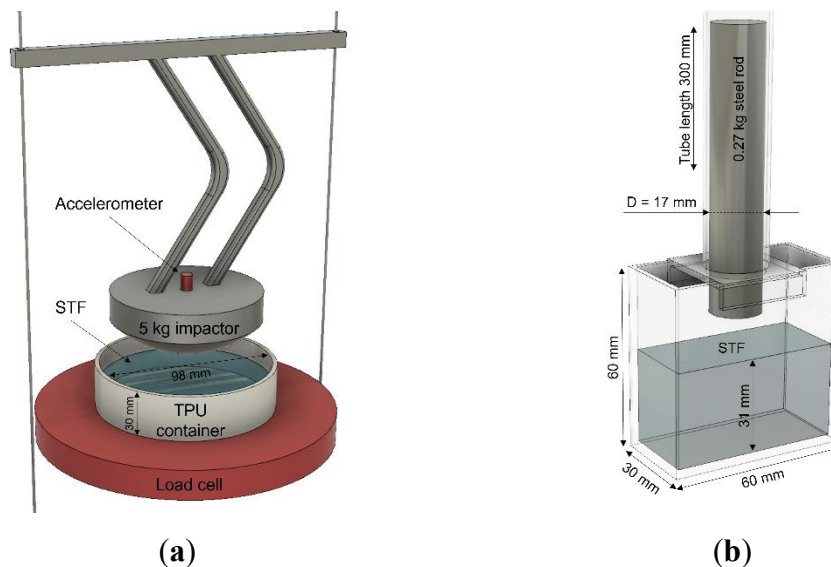 Accelerometer
STF
5 kg impactor
98 mm
30 mm
TPU
container
Load cell
(a)
Tube length 300 mm
0.27 kg steel rod
D = 17 mm
STF
60 mm
31 mm
30 mm
60 mm
(b)